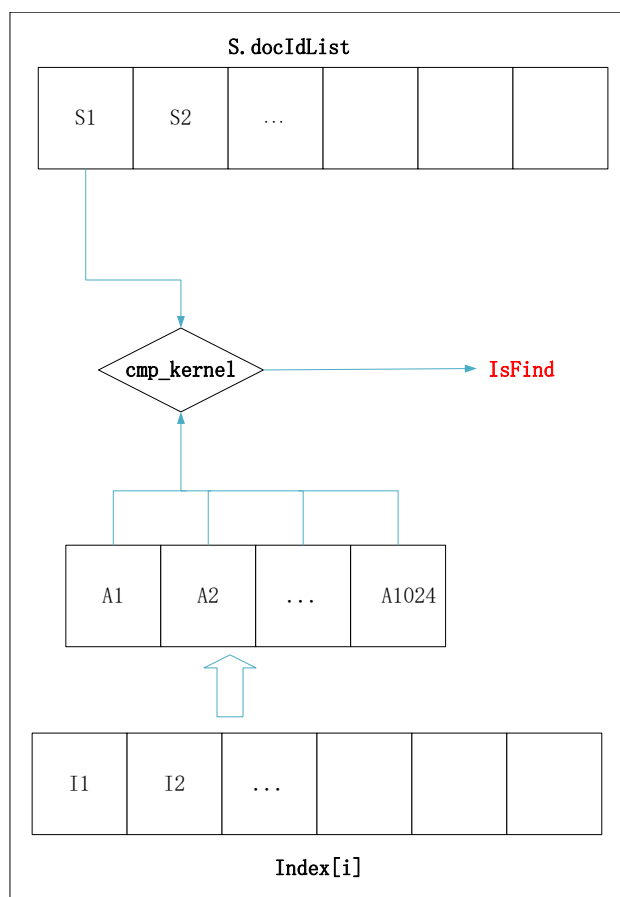 S.docIdList
S1 S2 ...
cmp_kernel IsFind
A1 A2 ... A1024
I1 I2 ...
Index[i]